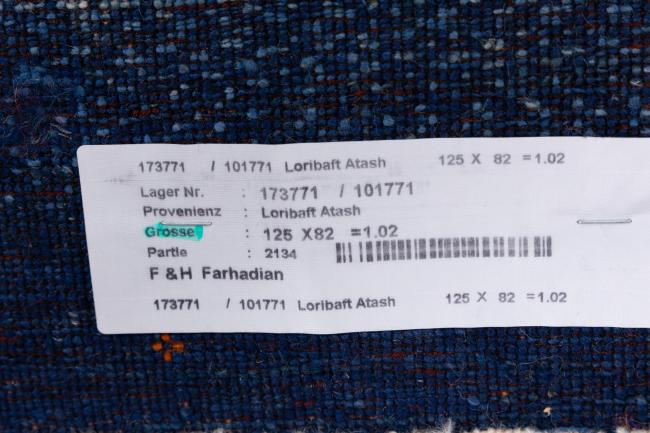 173771 / 101771 Loribaft Atash 125 X 82 =1.02
Lager Nr. : 173771 / 101771
Provenienz : Loribaft Atash
Grosse : 125 X82 =1.02
Partie : 2134
F &H Farhadian
173771 / 101771 Loribaft Atash 125 X 82 =1.02